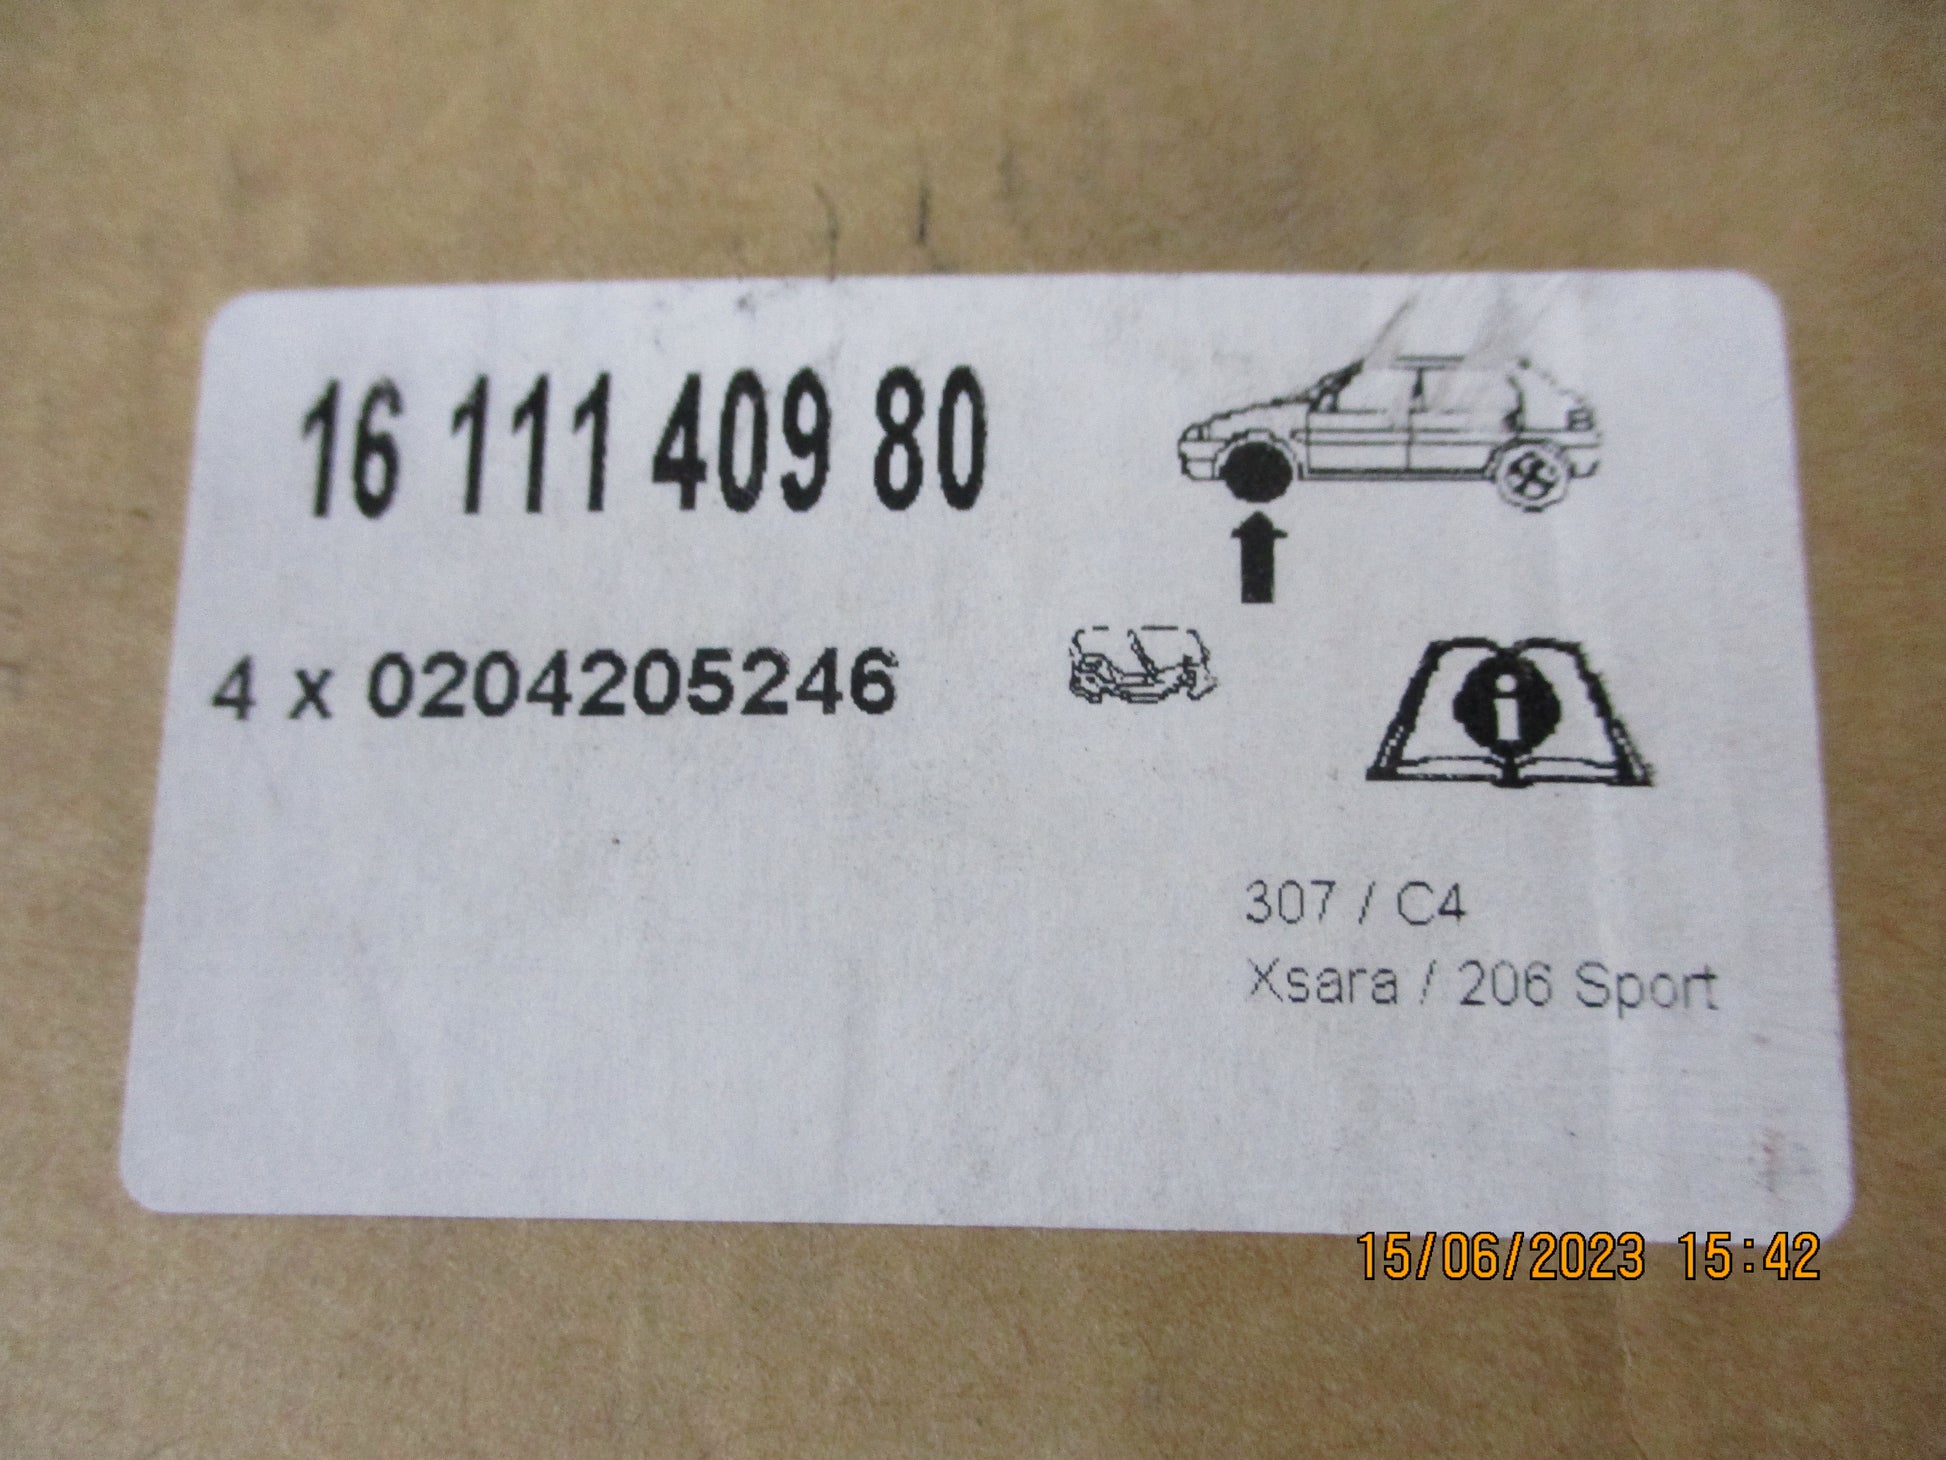 16 111 409 80
4 x 0204205246
i
307 / C4
Xsara / 206 Sport
15/06/2023 15:42